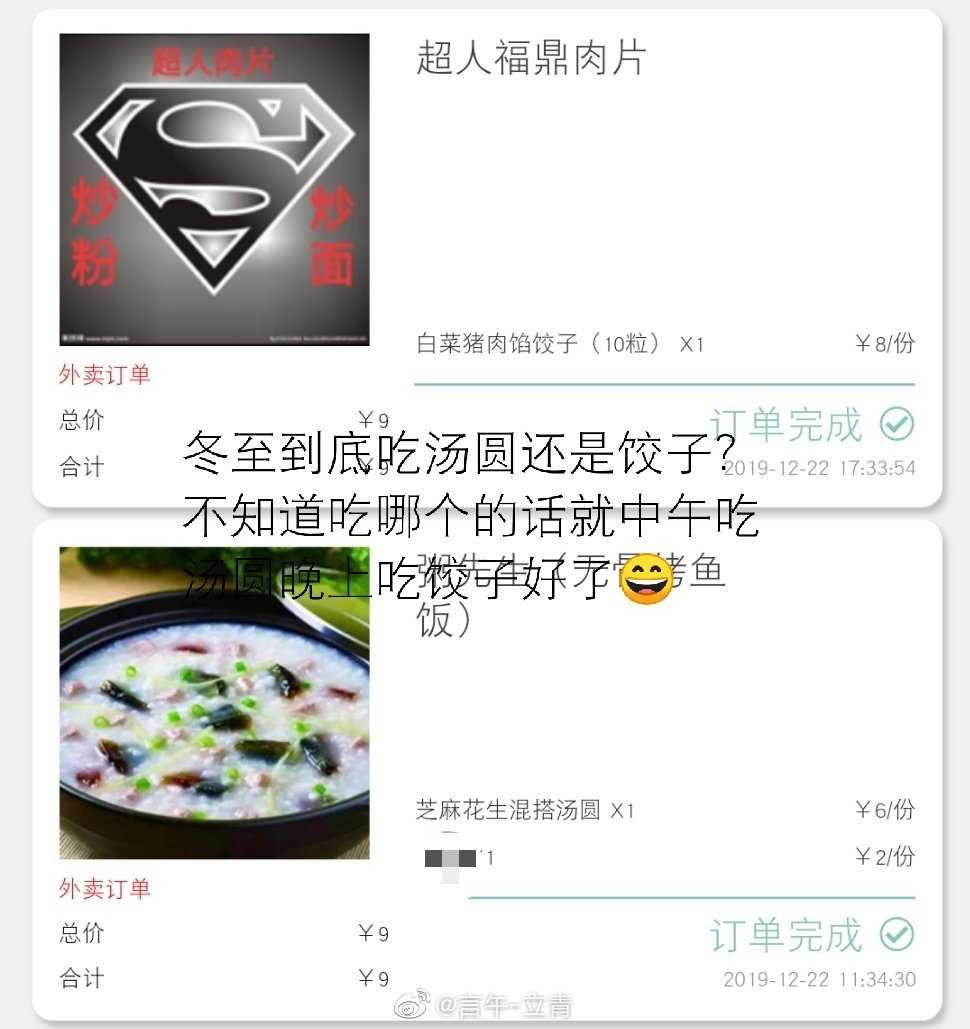 超人肉片
炒粉
炒面
超人福鼎肉片
白菜猪肉馅饺子（10粒） X1 ￥8/份
外卖订单
总价 ￥9
订单完成
合计 ￥9
2019-12-22 17:33:54
冬至到底吃汤圆还是饺子？
不知道吃哪个的话就中午吃
汤圆晚上吃饺子好了😄
粥先生（无骨烤鱼
饭）
芝麻花生混搭汤圆 X1 ￥6/份
1 ￥2/份
外卖订单
总价 ￥9
订单完成
合计 ￥9
2019-12-22 11:34:30
@言午-立青